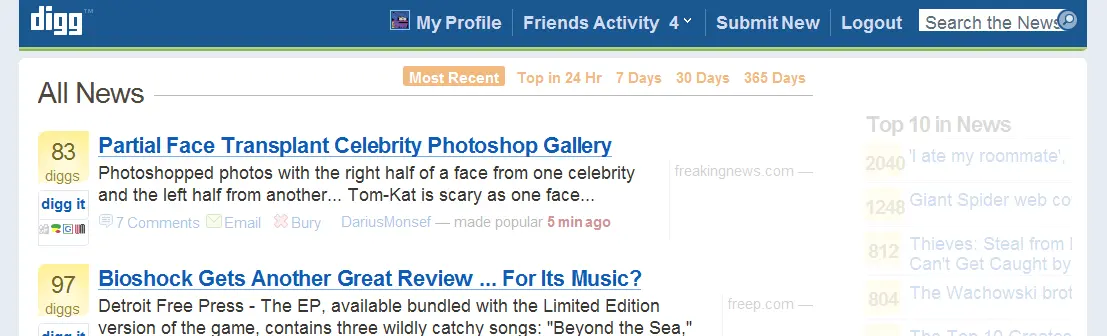 digg™
My Profile
Friends Activity 4
Submit New
Logout
Search the News
All News
Most Recent
Top in 24 Hr
7 Days
30 Days
365 Days
83
diggs
digg it
Partial Face Transplant Celebrity Photoshop Gallery
Photoshopped photos with the right half of a face from one celebrity
and the left half from another... Tom-Kat is scary as one face...
freakingnews.com —
7 Comments
Email
Bury
DariusMonsef — made popular 5 min ago
97
diggs
digg it
Bioshock Gets Another Great Review ... For Its Music?
Detroit Free Press - The EP, available bundled with the Limited Edition
version of the game, contains three wildly catchy songs: "Beyond the Sea,"
freep.com —
Top 10 in News
2040 'I ate my roommate',
1248 Giant Spider web co
812 Thieves: Steal from
Can't Get Caught by
804 The Wachowski brot
The Top 10 Greates